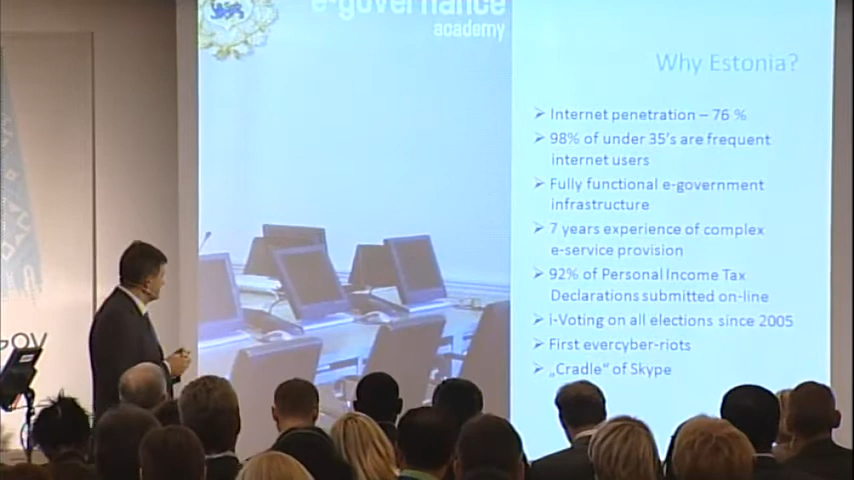 e-governance
academy
Why Estonia?
➢ Internet penetration – 76 %
➢ 98% of under 35's are frequent
internet users
➢ Fully functional e-government
infrastructure
➢ 7 years experience of complex
e-service provision
➢ 92% of Personal Income Tax
Declarations submitted on-line
➢ i-Voting on all elections since 2005
➢ First evercyber-riots
➢ „Cradle" of Skype
GOV